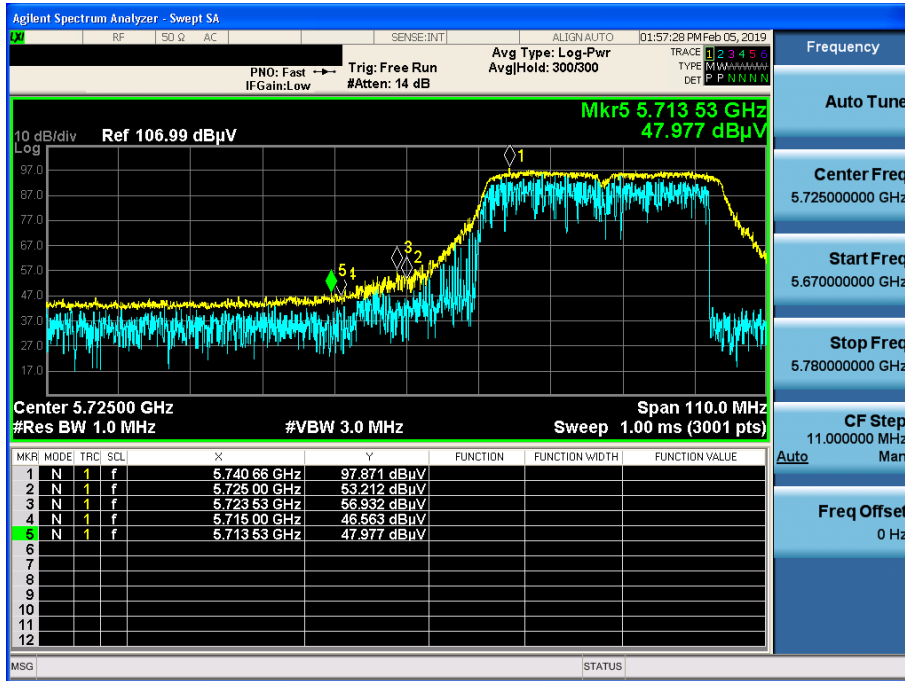 Agilent Spectrum Analyzer - Swept SA
LXI RF 50 Ω AC SENSE:INT ALIGN AUTO 01:57:28 PM Feb 05, 2019
Frequency
PNO: Fast Trig: Free Run Avg Type: Log-Pwr TRACE 1 2 3 4 5 6
IFGain:Low #Atten: 14 dB Avg|Hold: 300/300 TYPE M W
DET P P N N N N
Auto Tune
Mkr5 5.713 53 GHz
10 dB/div Ref 106.99 dBµV 47.977 dBµV
Log
97.0
87.0
77.0
67.0
57.0
47.0
37.0
27.0
17.0
1
3
2
5
4
Center Freq
5.725000000 GHz
Start Freq
5.670000000 GHz
Stop Freq
5.780000000 GHz
Center 5.72500 GHz Span 110.0 MHz
#Res BW 1.0 MHz #VBW 3.0 MHz Sweep 1.00 ms (3001 pts)
CF Step
11.000000 MHz
Auto Man
Freq Offset
0 Hz
MKR MODE TRC SCL X Y FUNCTION FUNCTION WIDTH FUNCTION VALUE
1 N 1 f 5.740 66 GHz 97.871 dBµV
2 N 1 f 5.725 00 GHz 53.212 dBµV
3 N 1 f 5.723 53 GHz 56.932 dBµV
4 N 1 f 5.715 00 GHz 46.563 dBµV
5 N 1 f 5.713 53 GHz 47.977 dBµV
6
7
8
9
10
11
12
MSG STATUS